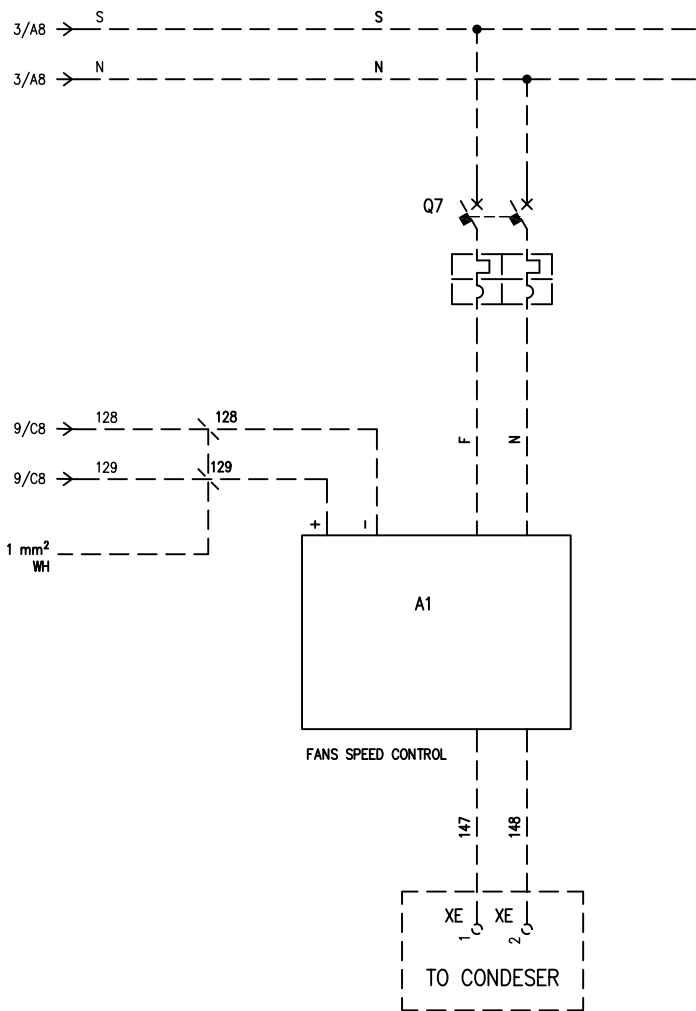 3/A8 S S
3/A8 N N
Q7
9/C8 128 128
F N
9/C8 129 129
+ -
1 mm²
WH
A1
FANS SPEED CONTROL
147 148
XE XE
1 2
TO CONDESER